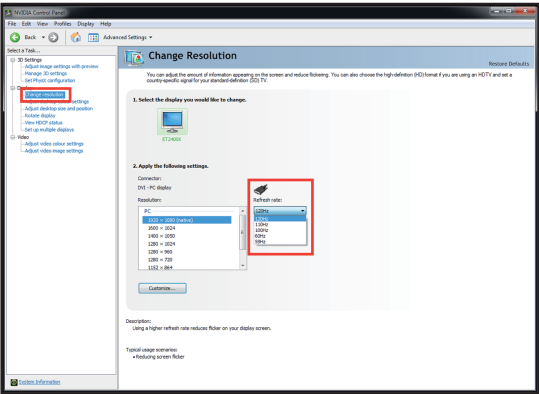 NVIDIA Control Panel
File Edit View Profiles Display Help
Back
Advanced Settings
Select a Task...
3D Settings
Adjust image settings with preview
Manage 3D settings
Set PhysX configuration
Display
Change resolution
Adjust desktop size and position
Rotate display
View HDCP status
Set up multiple displays
Video
Adjust video colour settings
Adjust video image settings
System Information
Change Resolution
Restore Defaults
You can adjust the amount of information appearing on the screen and reduce flickering. You can also choose the high-definition (HD) format if you are using an HDTV and set a
country-specific signal for your standard-definition (SD) TV.
1. Select the display you would like to change.
2. Apply the following settings.
Connector:
DVI - PC display
Resolution:
Refresh rate:
PC
1920 × 1080 (native)
1600 × 1024
1400 × 1050
1280 × 1024
1280 × 960
1280 × 720
1152 × 864
120Hz
120Hz
110Hz
100Hz
60Hz
59Hz
Customize...
Description:
Using a higher refresh rate reduces flicker on your display screen.
Typical usage scenarios:
• Reducing screen flicker